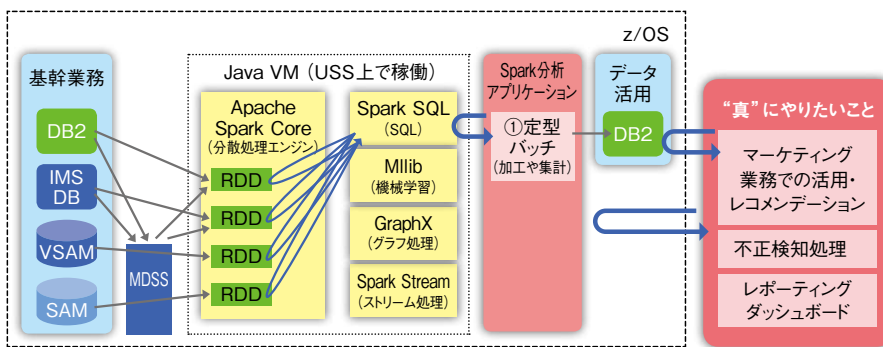 z/OS
基幹業務
DB2
IMS
DB
VSAM
SAM
MDSS
Java VM（USS上で稼働）
Apache
Spark Core
（分散処理エンジン）
RDD
RDD
RDD
RDD
Spark SQL
（SQL）
Mllib
（機械学習）
GraphX
（グラフ処理）
Spark Stream
（ストリーム処理）
Spark分析
アプリケーション
①定型
バッチ
（加工や集計）
データ
活用
DB2
“真”にやりたいこと
マーケティング
業務での活用・
レコメンデーション
不正検知処理
レポーティング
ダッシュボード